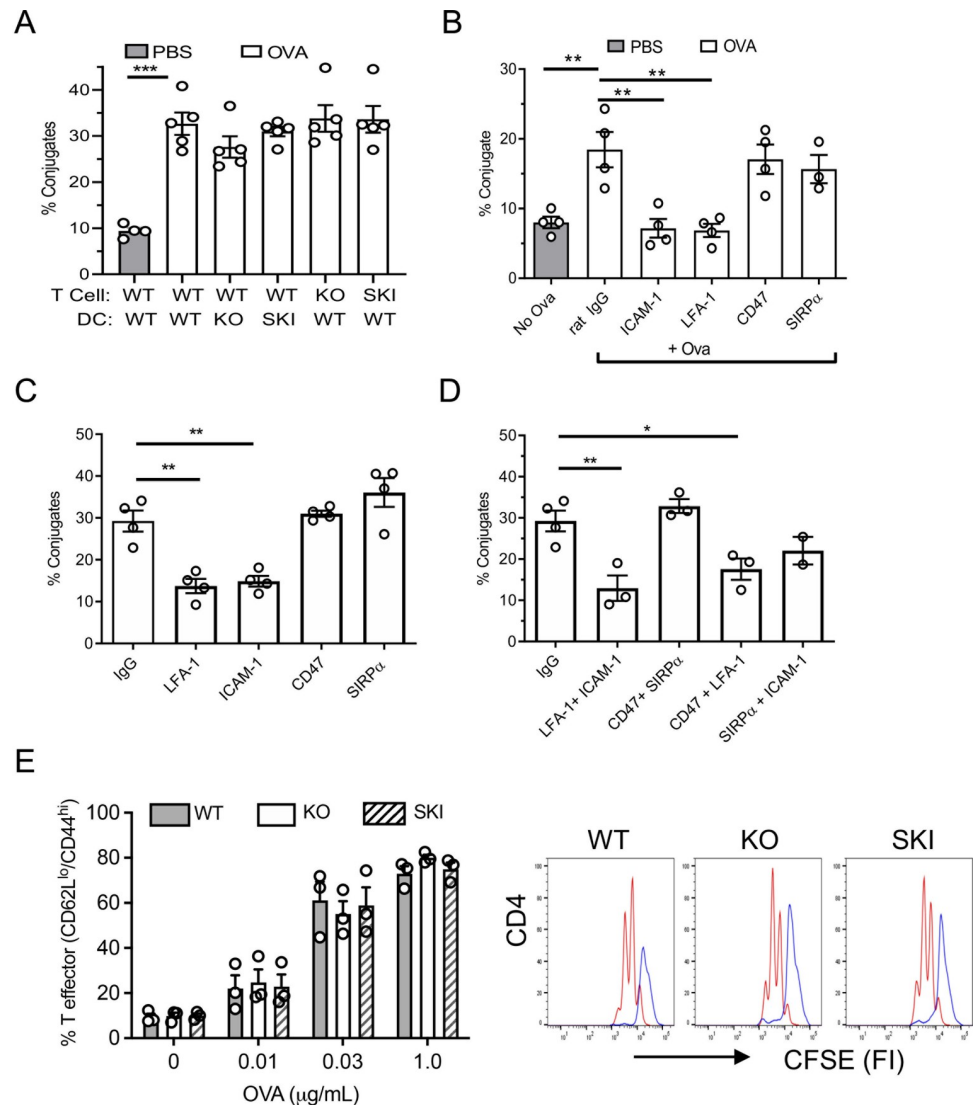 A
PBS OVA
***
% Conjugates
40
30
20
10
0
T Cell: WT WT WT WT KO SKI
DC: WT WT KO SKI WT WT
B
PBS OVA
** **
**
% Conjugate
30
20
10
0
No Ova rat IgG ICAM-1 LFA-1 CD47 SIRPα
+ Ova
C
**
**
% Conjugates
50
40
30
20
10
0
IgG LFA-1 ICAM-1 CD47 SIRPα
D
*
**
% Conjugates
50
40
30
20
10
0
IgG LFA-1+ ICAM-1 CD47+ SIRPα CD47 + LFA-1 SIRPα + ICAM-1
E
WT KO SKI
% T effector (CD62Llo/CD44hi)
100
80
60
40
20
0
0 0.01 0.03 1.0
OVA (μg/mL)
WT KO SKI
CD4
CFSE (FI)